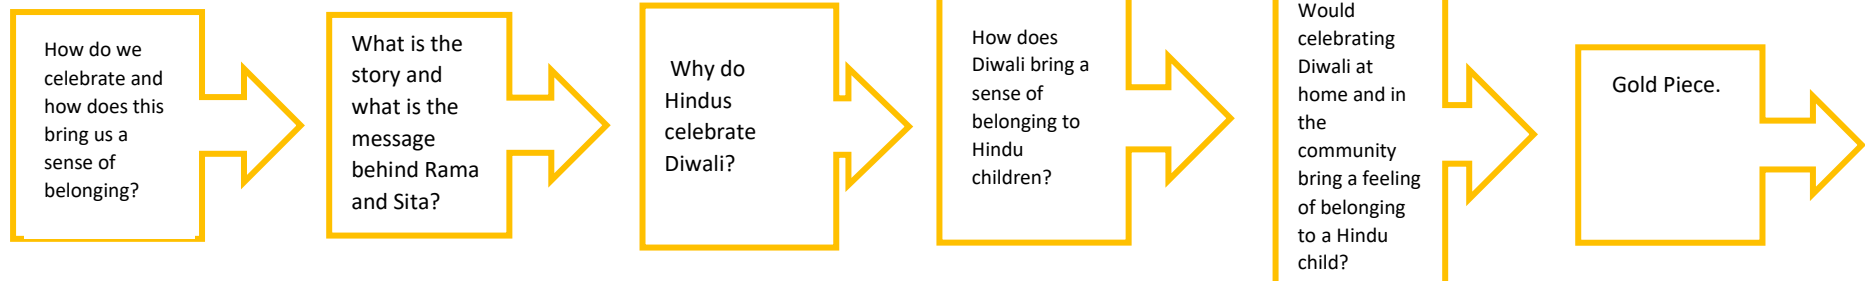 How do we
celebrate and
how does this
bring us a
sense of
belonging?
What is the
story and
what is the
message
behind Rama
and Sita?
Why do
Hindus
celebrate
Diwali?
How does
Diwali bring a
sense of
belonging to
Hindu
children?
Would
celebrating
Diwali at
home and in
the
community
bring a feeling
of belonging
to a Hindu
child?
Gold Piece.